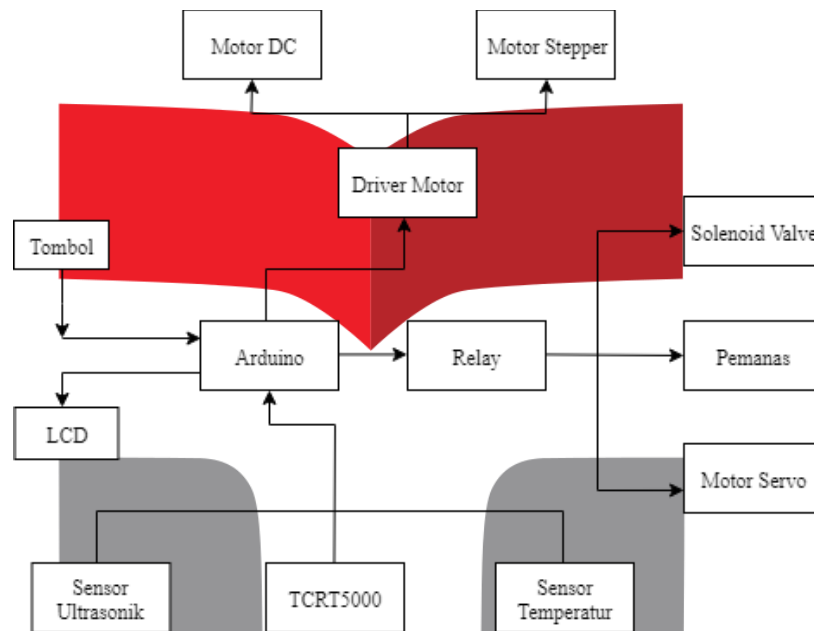 Motor DC
Motor Stepper
Driver Motor
Tombol
Solenoid Valve
Arduino
Relay
Pemanas
LCD
Motor Servo
Sensor
Ultrasonik
TCRT5000
Sensor
Temperatur